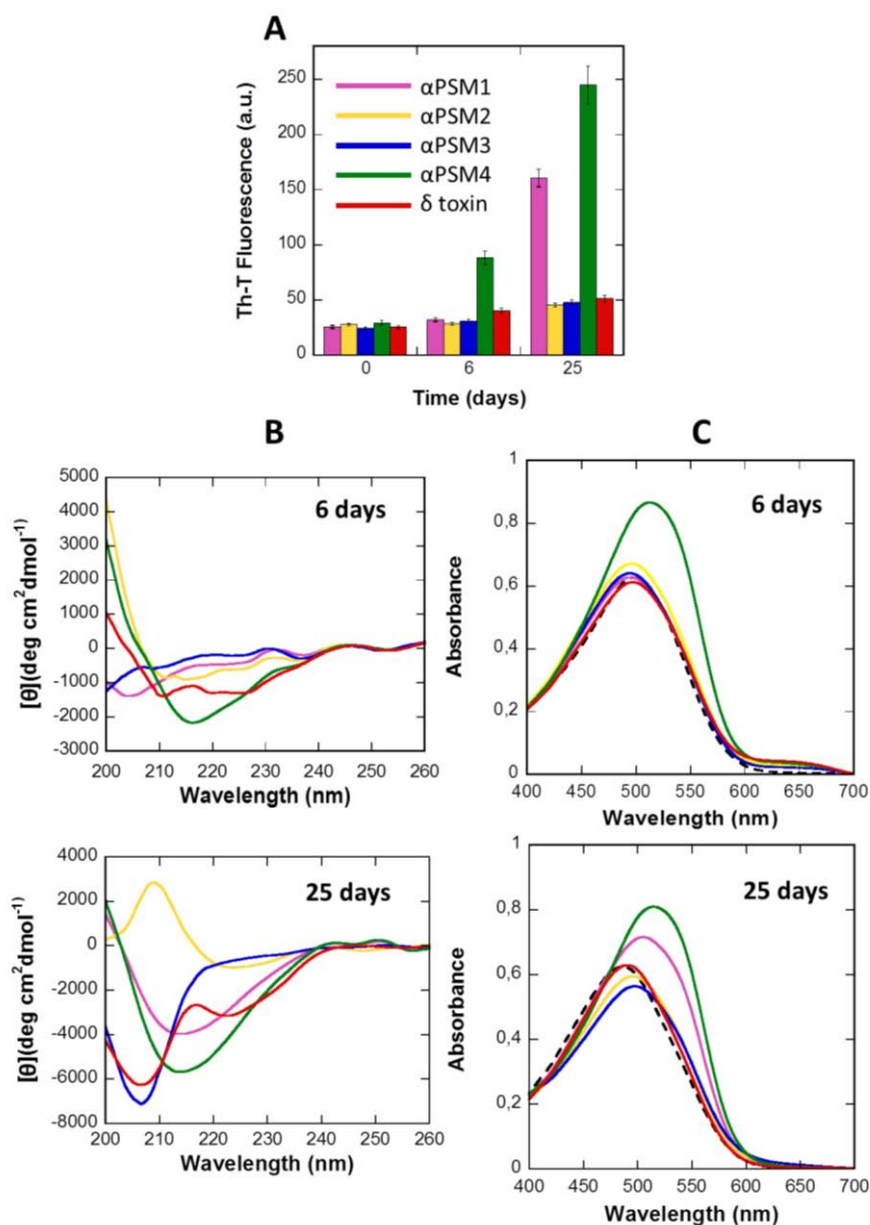 A
Th-T Fluorescence (a.u.)
250
200
150
100
50
0
αPSM1
αPSM2
αPSM3
αPSM4
δ toxin
0 6 25
Time (days)
B
[θ](deg cm²dmol⁻¹)
5000
4000
3000
2000
1000
0
-1000
-2000
-3000
6 days
200 210 220 230 240 250 260
Wavelength (nm)
[θ](deg cm²dmol⁻¹)
4000
2000
0
-2000
-4000
-6000
-8000
25 days
200 210 220 230 240 250 260
Wavelength (nm)
C
Absorbance
1
0,8
0,6
0,4
0,2
0
6 days
400 450 500 550 600 650 700
Wavelength (nm)
Absorbance
1
0,8
0,6
0,4
0,2
0
25 days
400 450 500 550 600 650 700
Wavelength (nm)